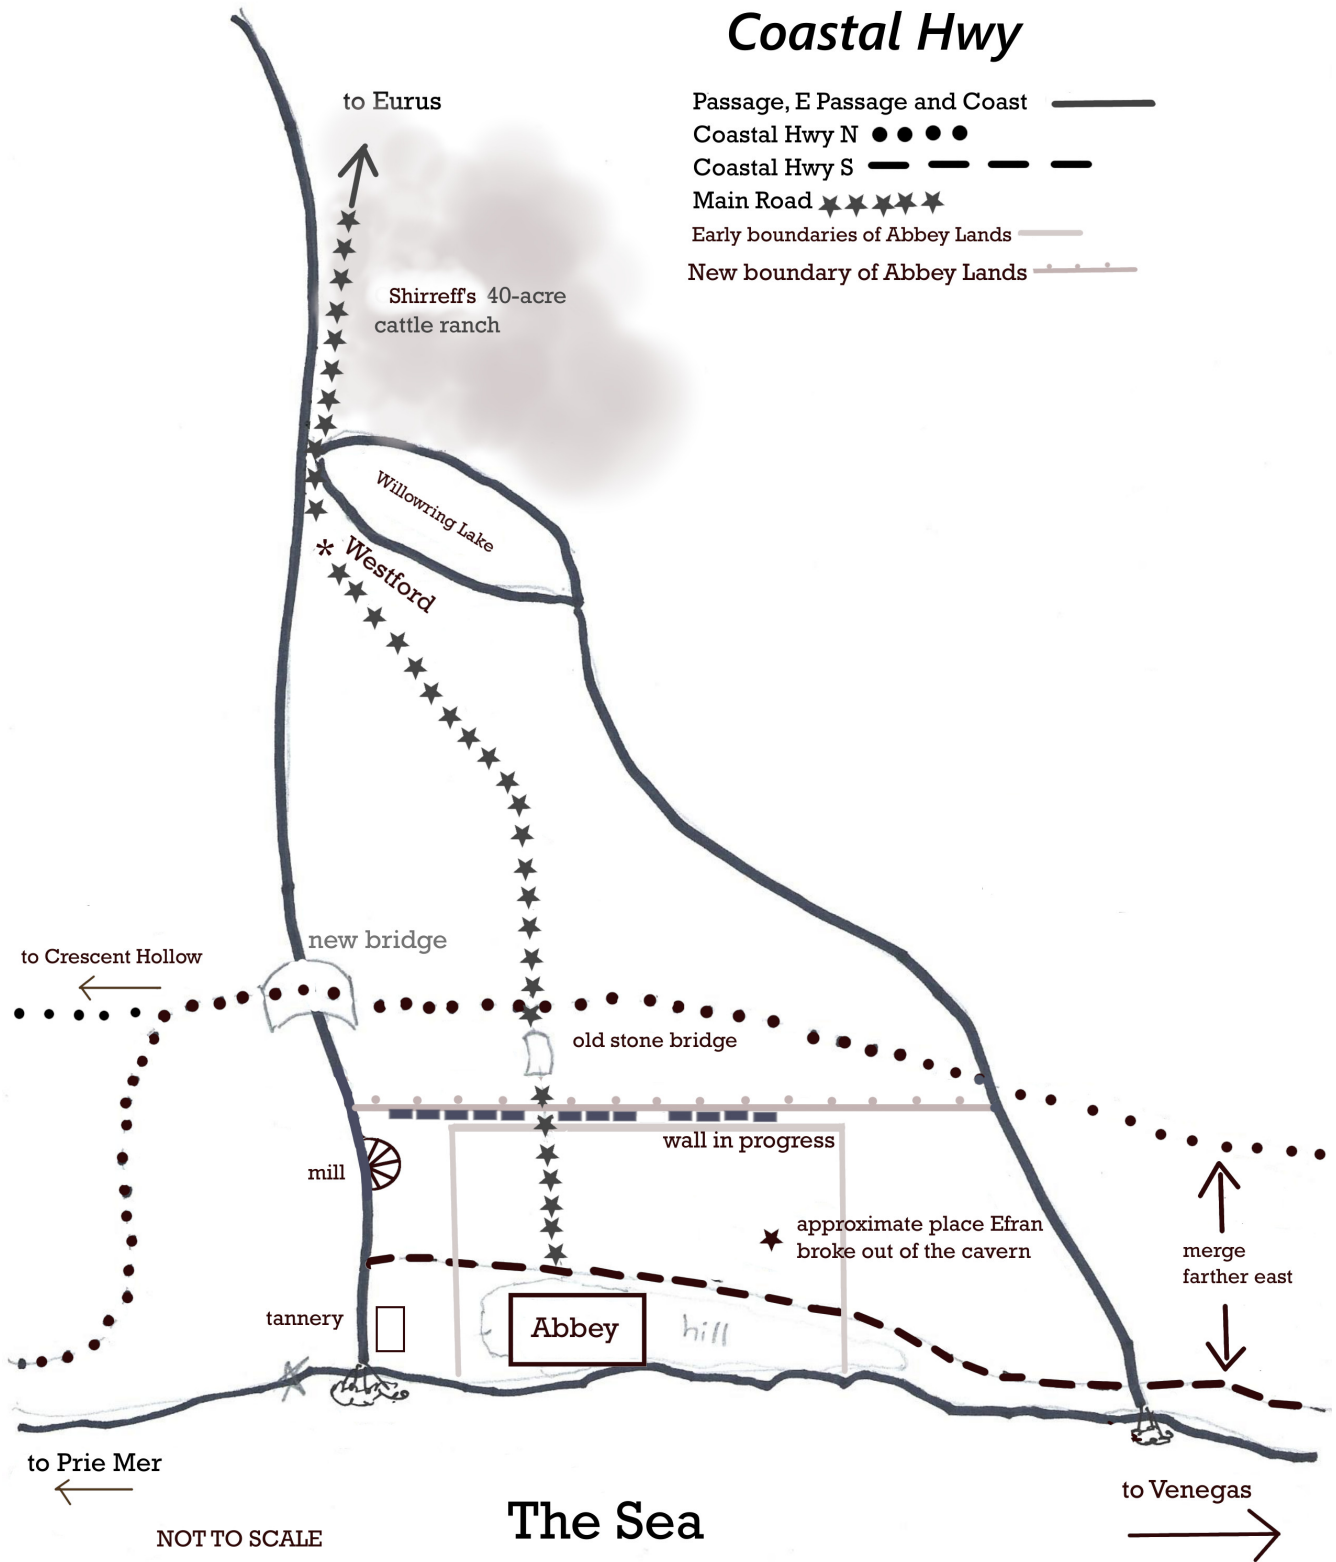 Coastal Hwy
to Eurus
Passage, E Passage and Coast
Coastal Hwy N
Coastal Hwy S
Main Road
Early boundaries of Abbey Lands
New boundary of Abbey Lands
Shirreff's 40-acre
cattle ranch
Willowring Lake
* Westford
new bridge
to Crescent Hollow
old stone bridge
wall in progress
mill
approximate place Efran
broke out of the cavern
merge
farther east
tannery
Abbey
hill
to Prie Mer
to Venegas
The Sea
NOT TO SCALE